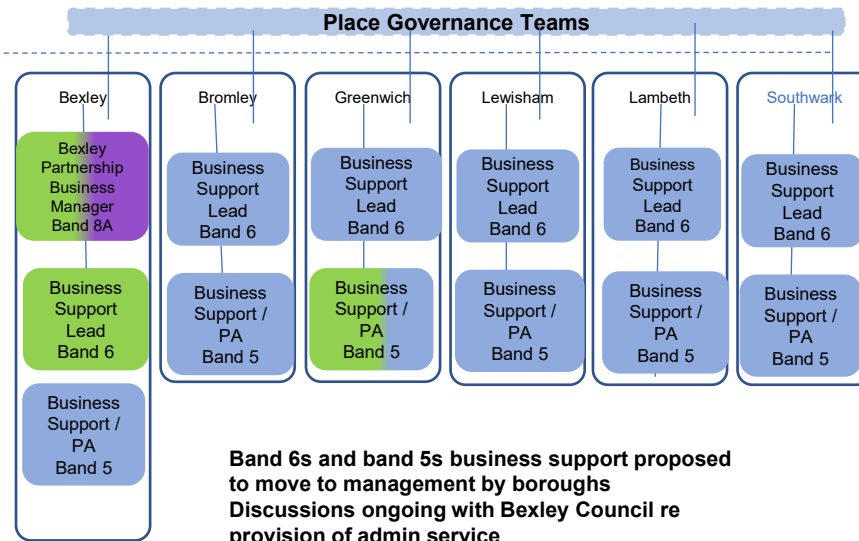 Place Governance Teams
Bexley
Bexley
Partnership
Business
Manager
Band 8A
Business
Support
Lead
Band 6
Business
Support /
PA
Band 5
Bromley
Business
Support
Lead
Band 6
Business
Support /
PA
Band 5
Greenwich
Business
Support
Lead
Band 6
Business
Support /
PA
Band 5
Lewisham
Business
Support
Lead
Band 6
Business
Support /
PA
Band 5
Lambeth
Business
Support
Lead
Band 6
Business
Support /
PA
Band 5
Southwark
Business
Support
Lead
Band 6
Business
Support /
PA
Band 5
Band 6s and band 5s business support proposed
to move to management by boroughs
Discussions ongoing with Bexley Council re
provision of admin service